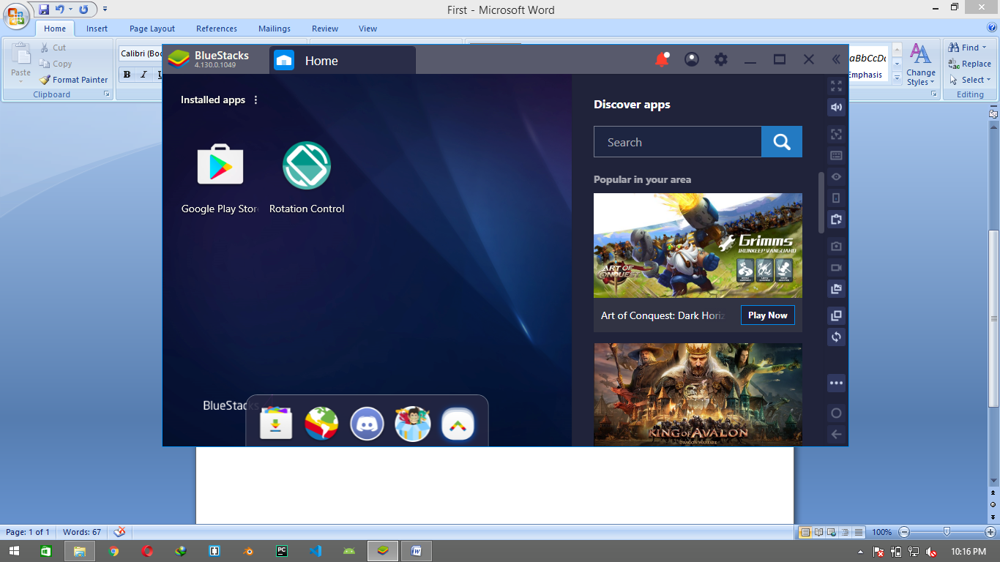 First - Microsoft Word
Home Insert Page Layout References Mailings Review View
Paste
Cut
Copy
Format Painter
Clipboard
Calibri (Boo
B I U
BlueStacks
4.130.0.1049
Home
aBbCcDo
Emphasis
Change
Styles
Find
Replace
Select
Editing
Installed apps
Google Play Stor
Rotation Control
BlueStacks
Discover apps
Search
Popular in your area
Grimms
IRONKEEP VANGUARD
ART OF
CONQUEST
Art of Conquest: Dark Horiz
Play Now
KING OF AVALON
DRAGON WARFARE
Page: 1 of 1 Words: 67 100%
PC
10:16 PM